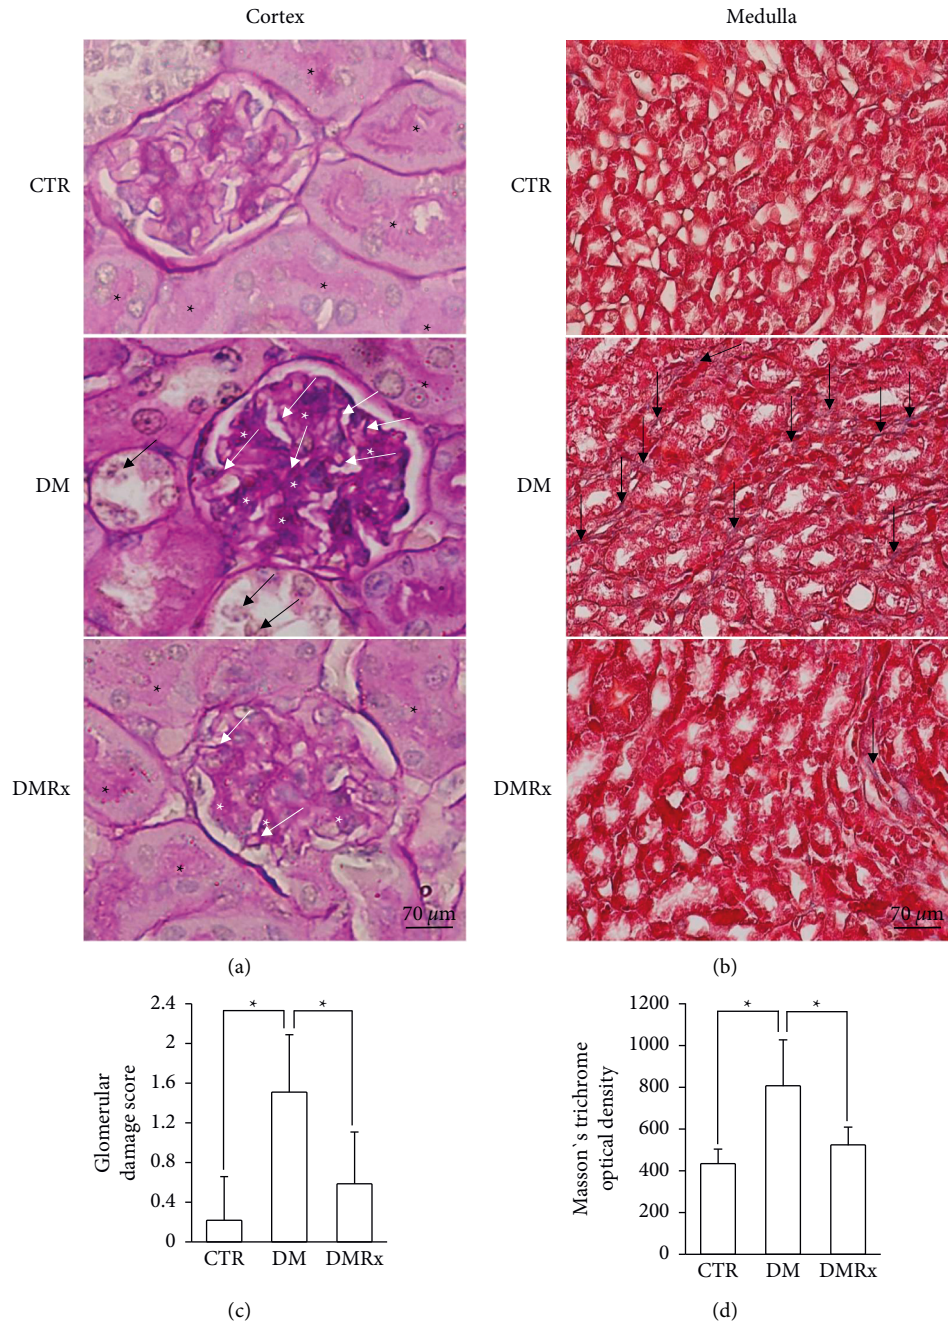 Cortex
Medulla
CTR
CTR
DM
DM
DMRx
DMRx
70 µm
70 µm
(a)
(b)
2.4
2
1.6
1.2
0.8
0.4
0
Glomerular
damage score
* *
CTR DM DMRx
(c)
1200
1000
800
600
400
200
0
Masson`s trichrome
optical density
* *
CTR DM DMRx
(d)